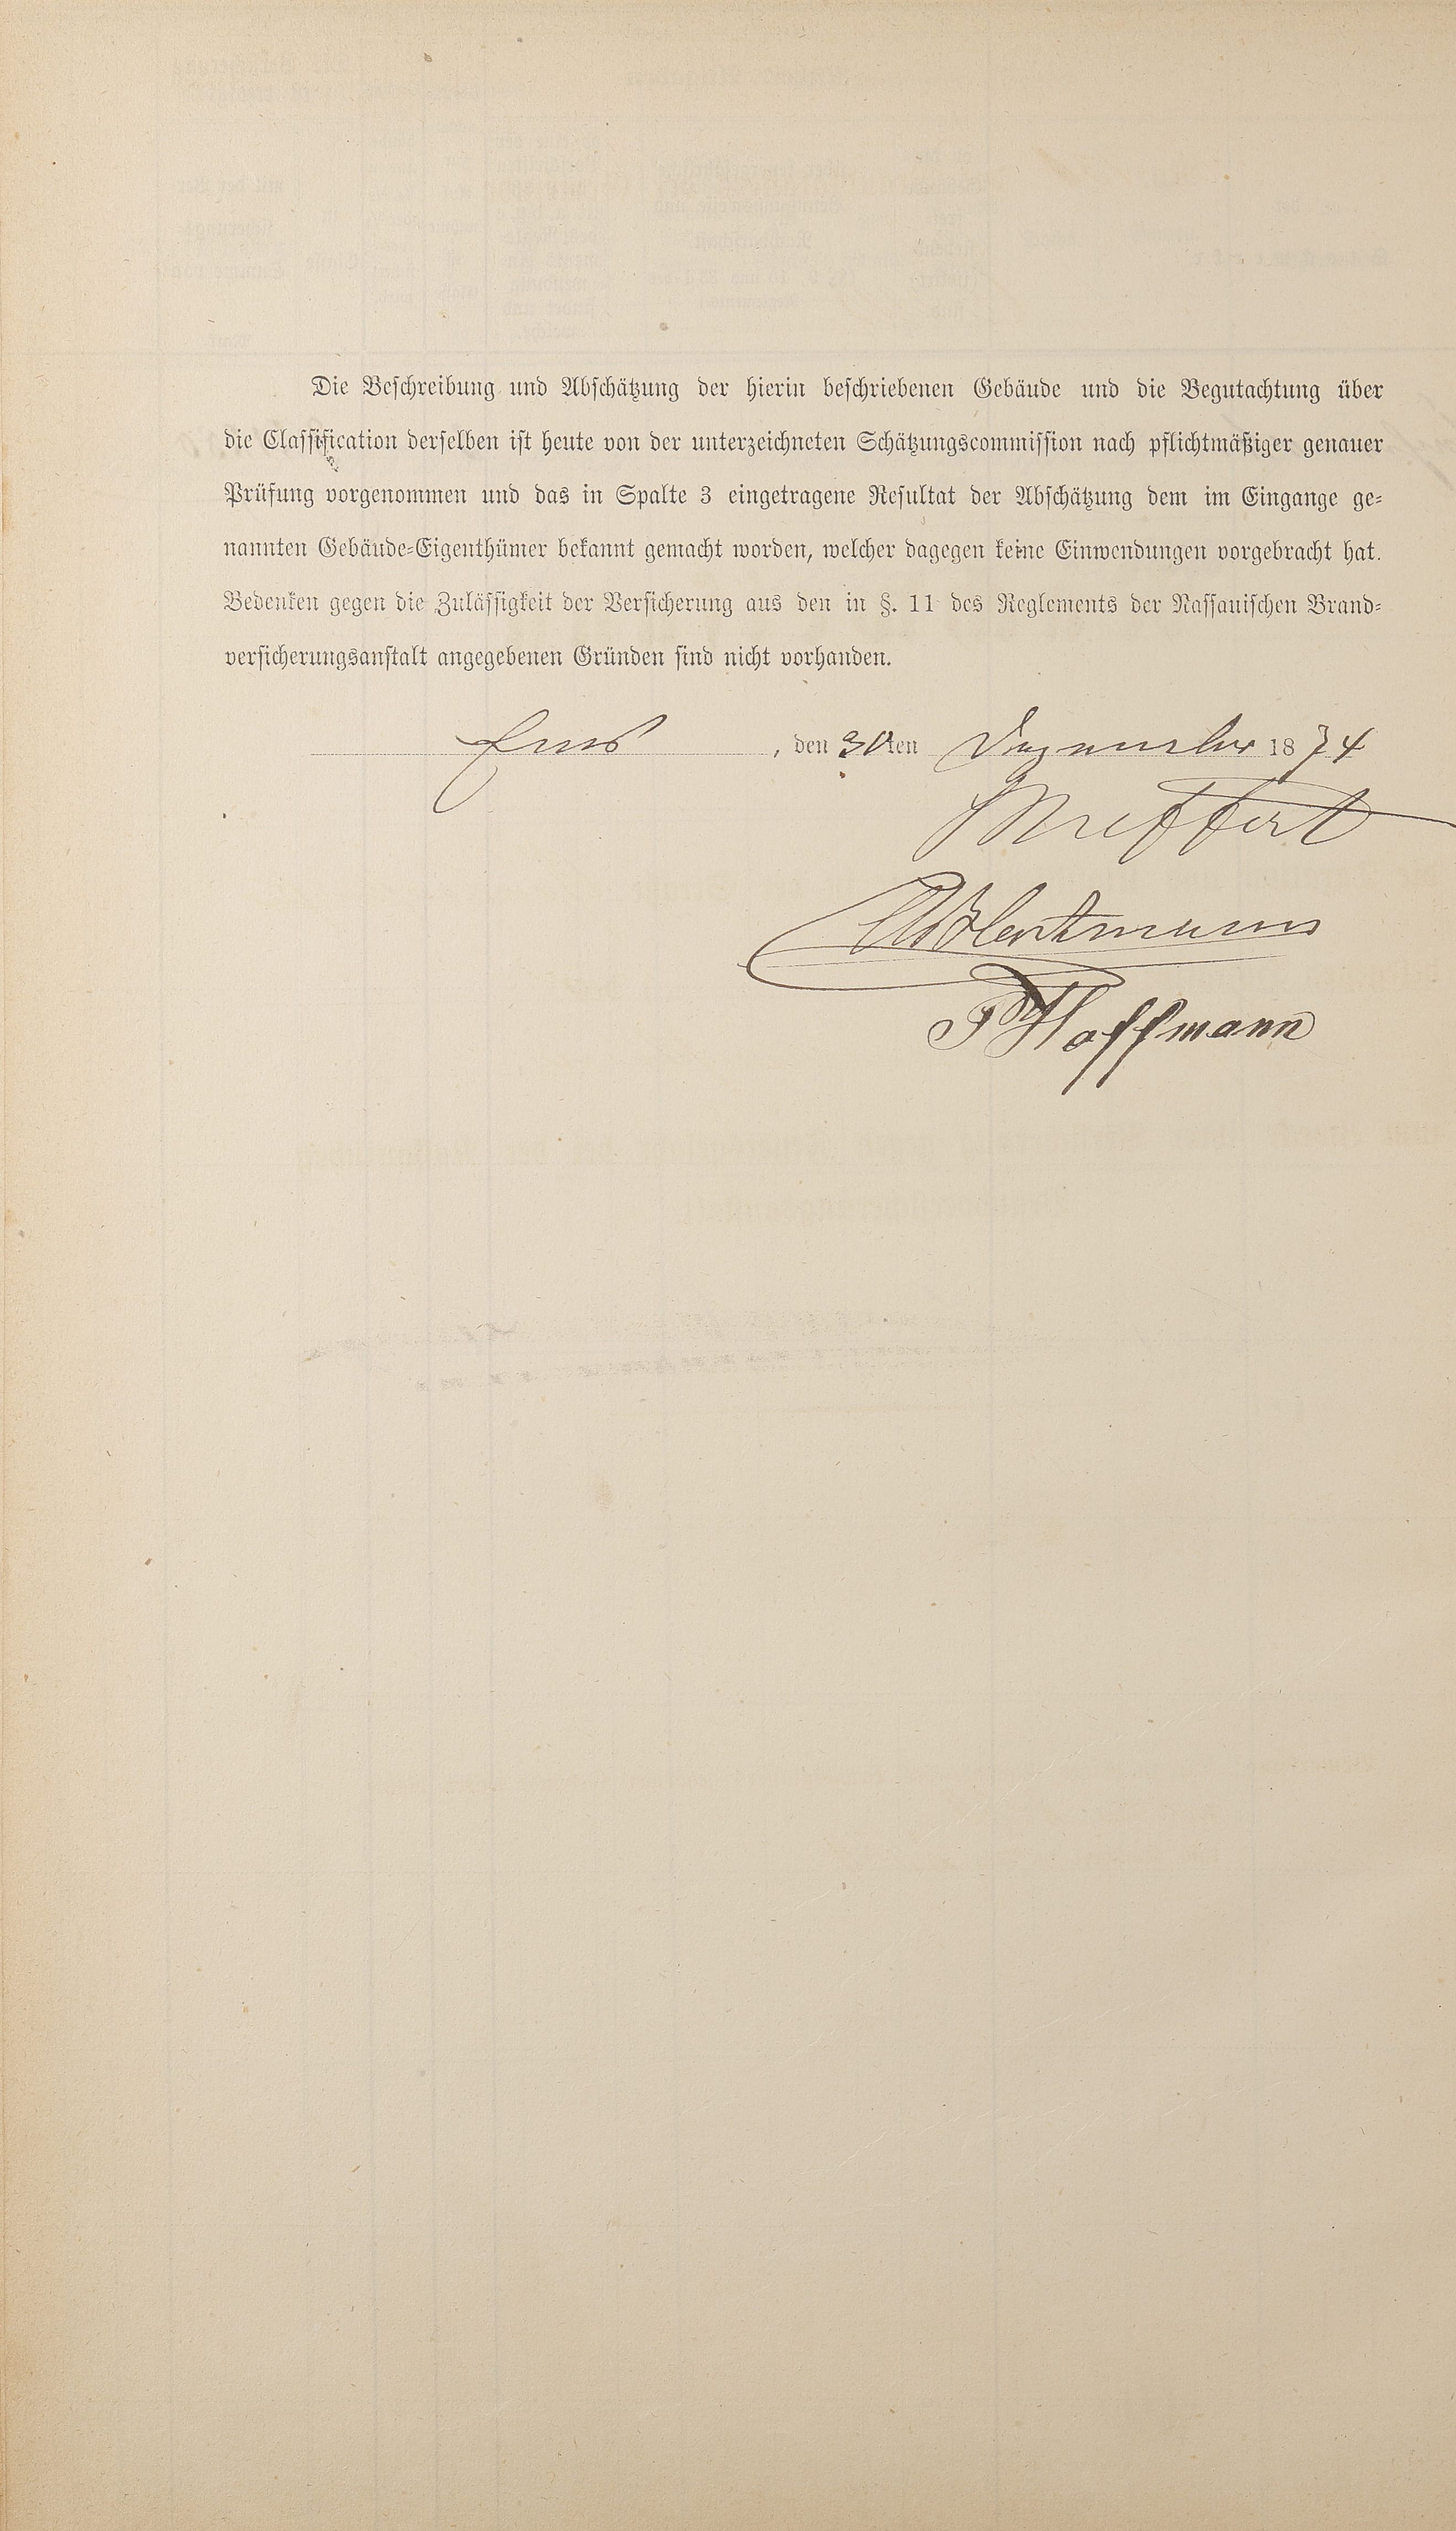 Die Beschreibung und Abschätzung der hierin beschriebenen Gebäude und die Begutachtung über
die Classification derselben ist heute von der unterzeichneten Schätzungscommission nach pflichtmäßiger genauer
Prüfung vorgenommen und das in Spalte 3 eingetragene Resultat der Abschätzung dem im Eingange ge-
nannten Gebäude-Eigenthümer bekannt gemacht worden, welcher dagegen keine Einwendungen vorgebracht hat.
Bedenken gegen die Zulässigkeit der Versicherung aus den in §. 11 des Reglements der Nassauischen Brand-
versicherungsanstalt angegebenen Gründen sind nicht vorhanden.
Ems, den 30ten Dezember 1874
Meffert
P Hoffmann